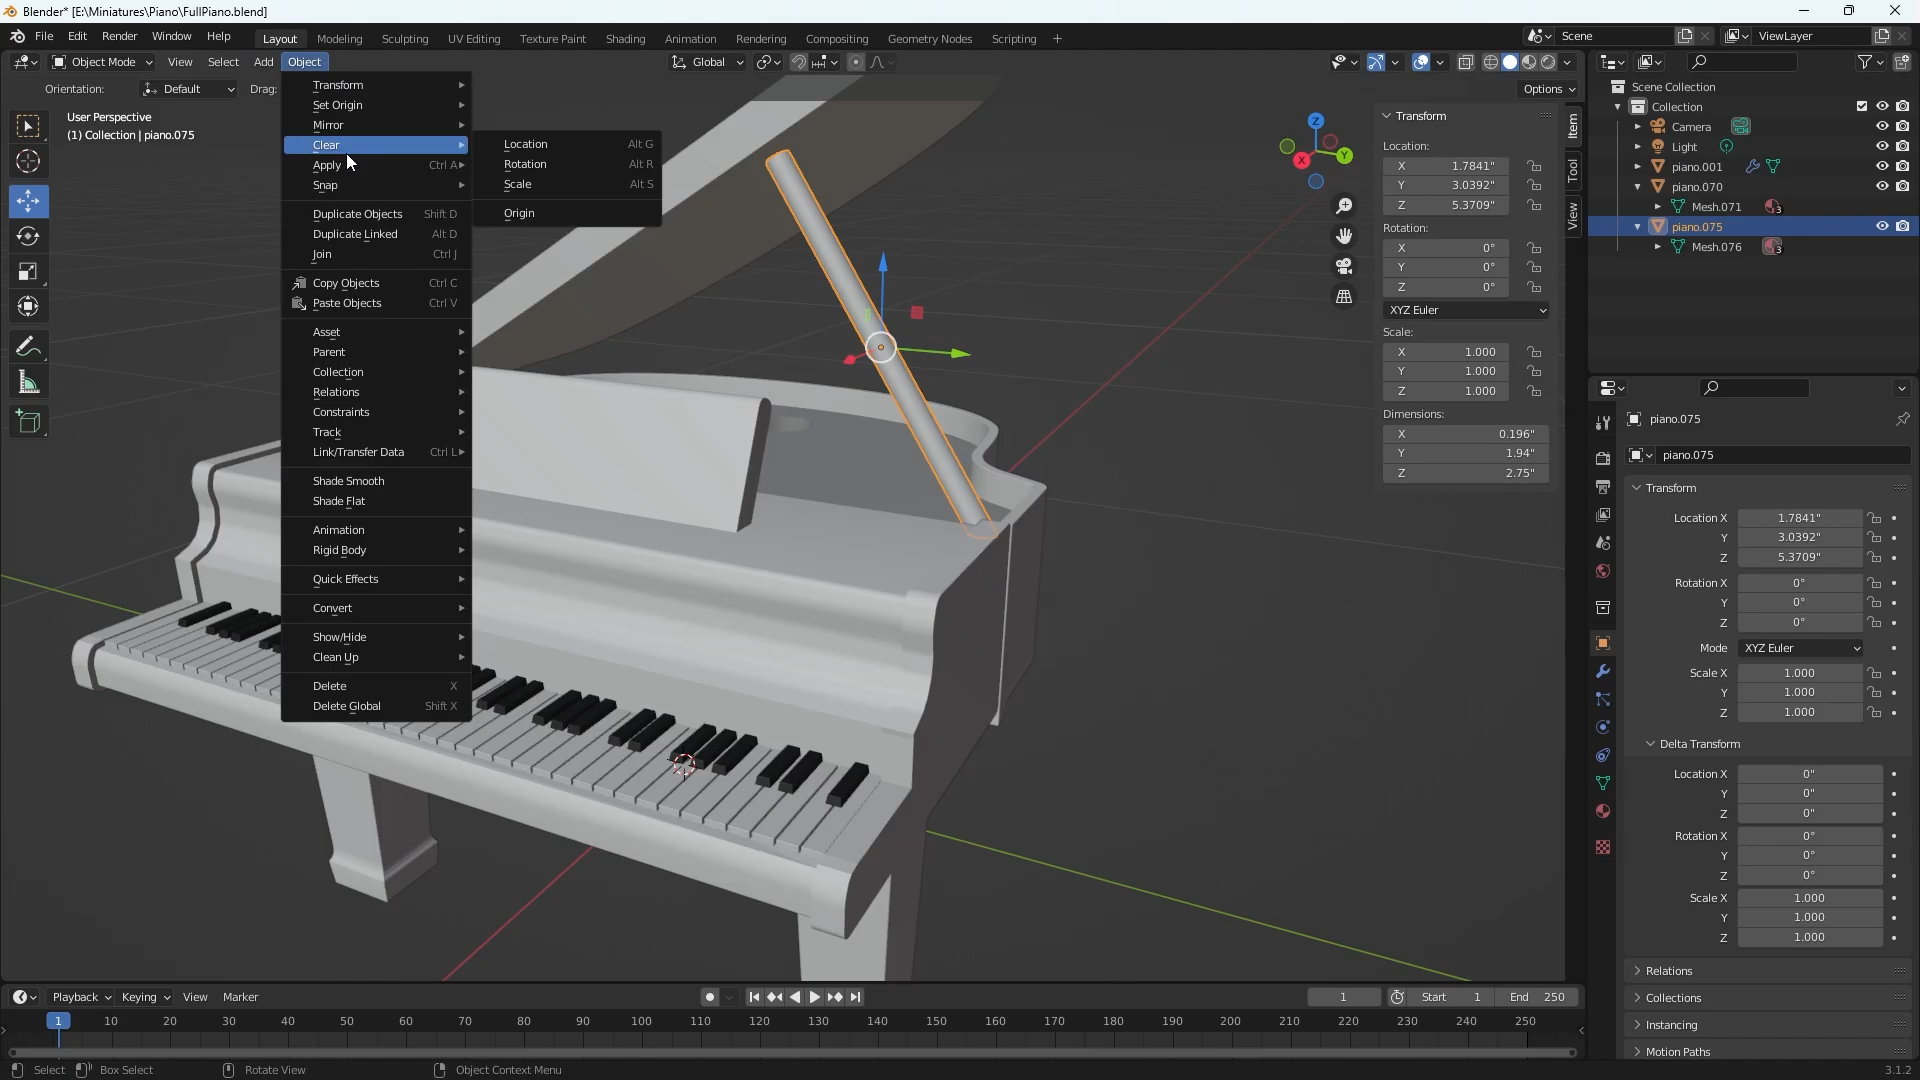 Blender* [E:\Miniatures\Piano\FullPiano.blend]
File Edit Render Window Help Layout Modeling Sculpting UV Editing Texture Paint Shading Animation Rendering Compositing Geometry Nodes Scripting + Scene ViewLayer
Object Mode View Select Add Object Global
Orientation: Default Drag: Options
User Perspective
(1) Collection | piano.075
Transform
Set Origin
Mirror
Clear
Apply Ctrl A
Snap
Duplicate Objects Shift D
Duplicate Linked Alt D
Join Ctrl J
Copy Objects Ctrl C
Paste Objects Ctrl V
Asset
Parent
Collection
Relations
Constraints
Track
Link/Transfer Data Ctrl L
Shade Smooth
Shade Flat
Animation
Rigid Body
Quick Effects
Convert
Show/Hide
Clean Up
Delete X
Delete Global Shift X
Location Alt G
Rotation Alt R
Scale Alt S
Origin
Z
X Y
Transform
Location:
X 1.7841"
Y 3.0392"
Z 5.3709"
Rotation:
X 0°
Y 0°
Z 0°
XYZ Euler
Scale:
X 1.000
Y 1.000
Z 1.000
Dimensions:
X 0.196"
Y 1.94"
Z 2.75"
Item
Tool
View
Scene Collection
Collection
Camera
Light
piano.001
piano.070
Mesh.071 3
piano.075
Mesh.076 3
piano.075
piano.075
Transform
Location X 1.7841"
Y 3.0392"
Z 5.3709"
Rotation X 0°
Y 0°
Z 0°
Mode XYZ Euler
Scale X 1.000
Y 1.000
Z 1.000
Delta Transform
Location X 0"
Y 0"
Z 0"
Rotation X 0°
Y 0°
Z 0°
Scale X 1.000
Y 1.000
Z 1.000
Relations
Collections
Instancing
Motion Paths
Playback Keying View Marker 1 Start 1 End 250
1 10 20 30 40 50 60 70 80 90 100 110 120 130 140 150 160 170 180 190 200 210 220 230 240 250
Select Box Select Rotate View Object Context Menu 3.1.2